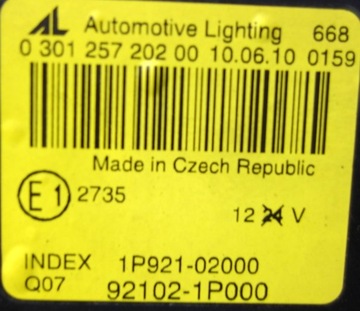 AL Automotive Lighting 668
0 301 257 202 00 10.06.10 0159
Made in Czech Republic
E1 2735
12 24 V
INDEX 1P921-02000
Q07 92102-1P000